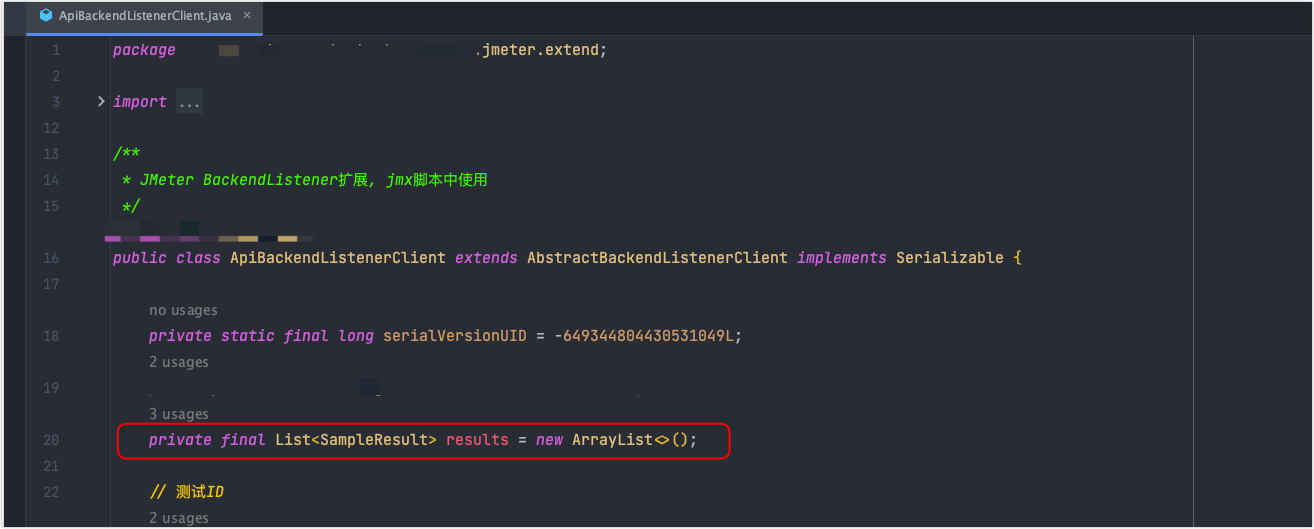 ApiBackendListenerClient.java ×
1 package .jmeter.extend;
2
3 > import ...
12
13 /**
14 * JMeter BackendListener扩展, jmx脚本中使用
15 */
16 public class ApiBackendListenerClient extends AbstractBackendListenerClient implements Serializable {
17
no usages
18 private static final long serialVersionUID = -649344804430531049L;
2 usages
19
3 usages
20 private final List<SampleResult> results = new ArrayList<>();
21
22 // 测试ID
2 usages